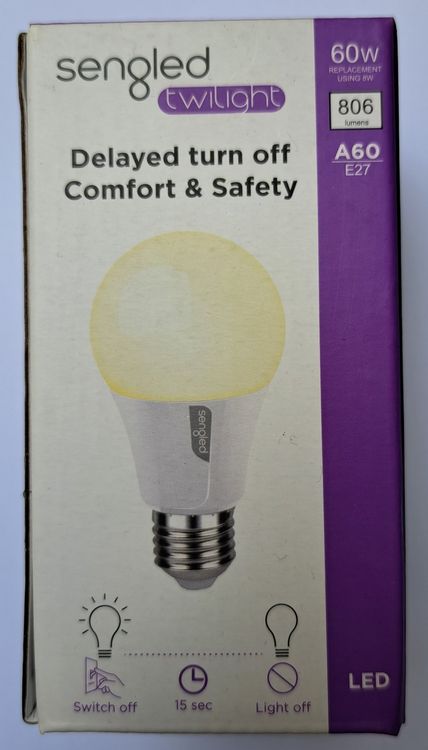 sengled
twilight
Delayed turn off
Comfort & Safety
60W
REPLACEMENT
USING 8W
806
lumens
A60
E27
sengled
Switch off
15 sec
Light off
LED